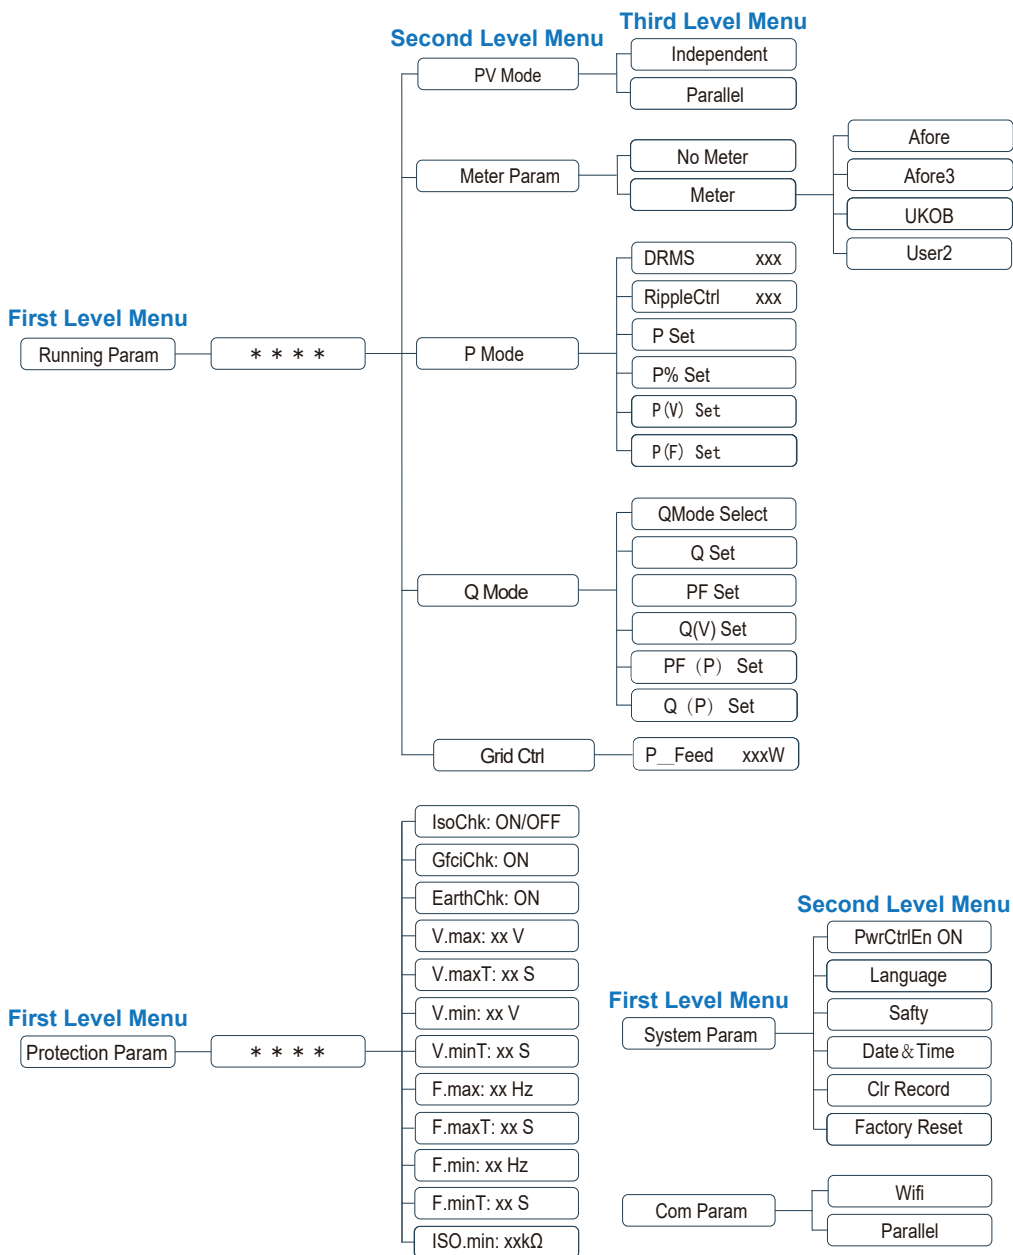 Third Level Menu
Second Level Menu
Independent
PV Mode
Parallel
Afore
No Meter
Meter Param
Afore3
Meter
UKOB
User2
DRMS xxx
RippleCtrl xxx
First Level Menu
P Set
Running Param
＊＊＊＊
P Mode
P% Set
P(V) Set
P(F) Set
QMode Select
Q Set
Q Mode
PF Set
Q(V) Set
PF（P） Set
Q（P） Set
Grid Ctrl
P__Feed xxxW
IsoChk: ON/OFF
GfciChk: ON
EarthChk: ON
V.max: xx V
V.maxT: xx S
V.min: xx V
First Level Menu
Protection Param
＊＊＊＊
V.minT: xx S
F.max: xx Hz
F.maxT: xx S
F.min: xx Hz
F.minT: xx S
ISO.min: xxkΩ
Second Level Menu
PwrCtrlEn ON
Language
First Level Menu
Safty
System Param
Date＆Time
Clr Record
Factory Reset
Wifi
Com Param
Parallel